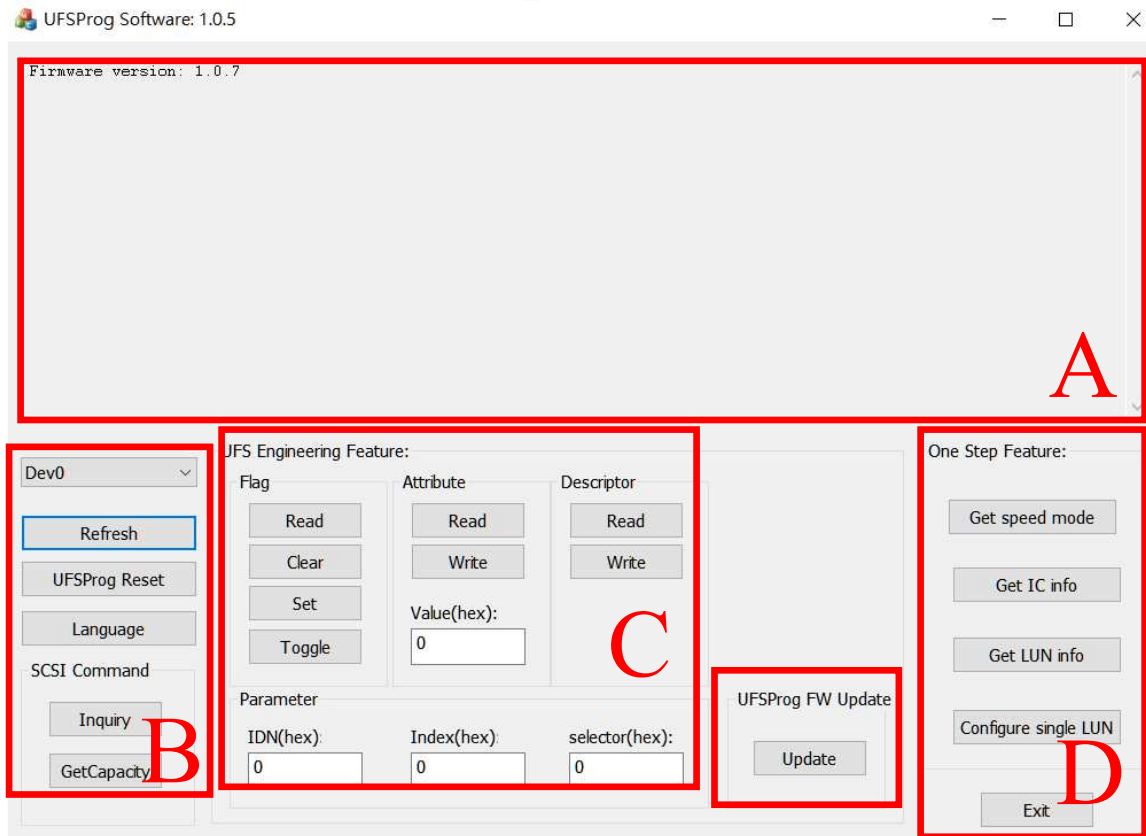 UFSProg Software: 1.0.5
Firmware version: 1.0.7
A
Dev0
Refresh
UFSProg Reset
Language
SCSI Command
Inquiry
GetCapacity
B
UFS Engineering Feature:
Flag
Read
Clear
Set
Toggle
Attribute
Read
Write
Value(hex):
0
Descriptor
Read
Write
C
Parameter
IDN(hex):
0
Index(hex):
0
selector(hex):
0
UFSProg FW Update
Update
One Step Feature:
Get speed mode
Get IC info
Get LUN info
Configure single LUN
D
Exit